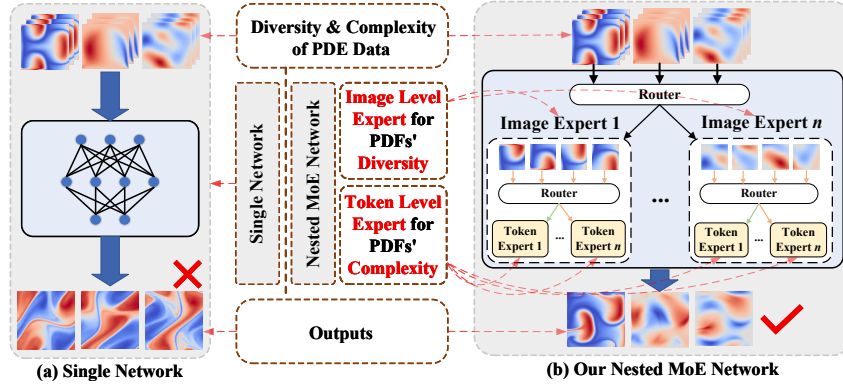 Diversity & Complexity
of PDE Data
Single Network
Nested MoE Network
Image Level
Expert for
PDFs'
Diversity
Token Level
Expert for
PDFs'
Complexity
Outputs
(a) Single Network
Router
Image Expert 1
Image Expert n
Router
Token
Expert 1
...
Token
Expert n
...
Router
Token
Expert 1
...
Token
Expert n
(b) Our Nested MoE Network